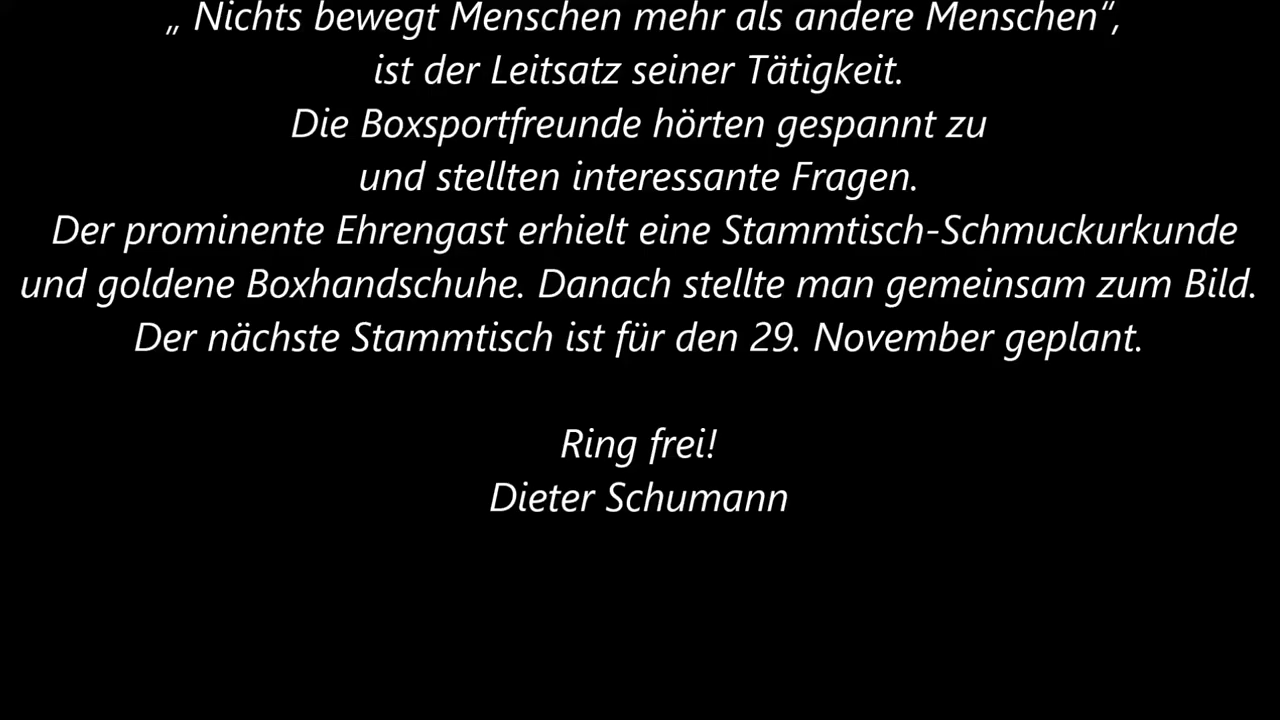 „ Nichts bewegt Menschen mehr als andere Menschen“,
ist der Leitsatz seiner Tätigkeit.
Die Boxsportfreunde hörten gespannt zu
und stellten interessante Fragen.
Der prominente Ehrengast erhielt eine Stammtisch-Schmuckurkunde
und goldene Boxhandschuhe. Danach stellte man gemeinsam zum Bild.
Der nächste Stammtisch ist für den 29. November geplant.
Ring frei!
Dieter Schumann